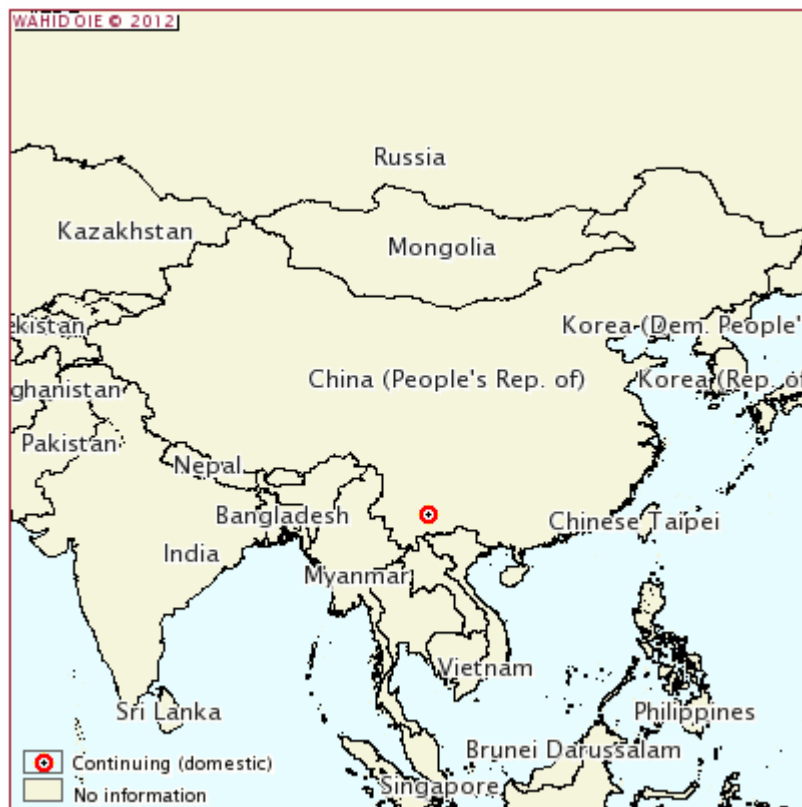 WAHID OIE © 2012
Russia
Kazakhstan
Mongolia
ekistan
Korea (Dem. People'
China (People's Rep. of)
Korea (Rep. of
ghanistan
Pakistan
Nepal
Bangladesh
Chinese Taipei
India
Myanmar
Vietnam
Sri Lanka
Philippines
Brunei Darussalam
Continuing (domestic)
Singapore
No information